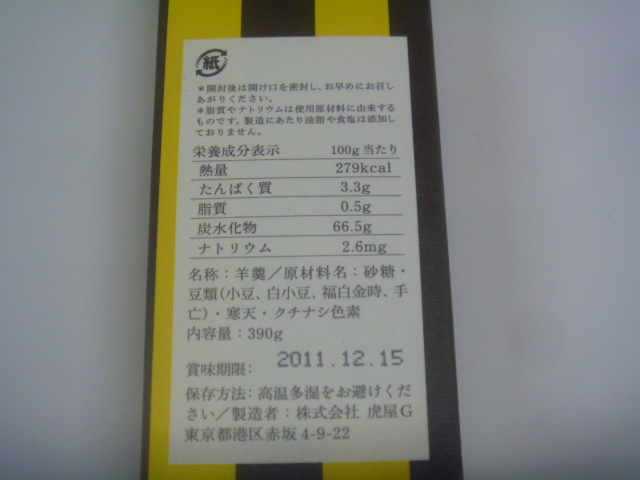 紙
＊開封後は開け口を密封し、お早めにお召し
あがりください。
＊脂質やナトリウムは使用原材料に由来する
ものです。製造にあたり油脂や食塩は添加し
ておりません。
栄養成分表示 100g当たり
熱量 279kcal
たんぱく質 3.3g
脂質 0.5g
炭水化物 66.5g
ナトリウム 2.6mg
名称：羊羹／原材料名：砂糖・
豆類(小豆、白小豆、福白金時、手
亡)・寒天・クチナシ色素
内容量：390g
賞味期限: 2011.12.15
保存方法：高温多湿をお避けくだ
さい／製造者：株式会社 虎屋G
東京都港区赤坂4-9-22